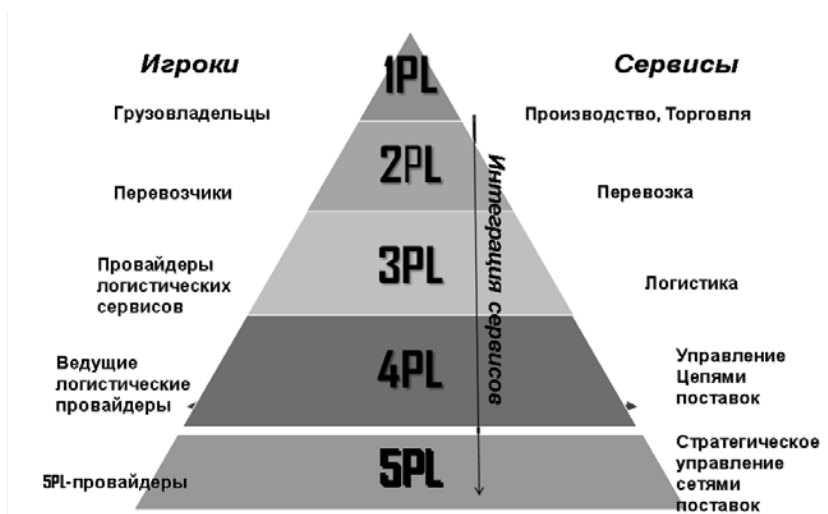 Игроки
Сервисы
1PL
Грузовладельцы
Производство, Торговля
2PL
Перевозчики
Перевозка
Интеграция сервисов
3PL
Провайдеры
логистических
сервисов
Логистика
4PL
Ведущие
логистические
провайдеры
Управление
Цепями
поставок
5PL
5PL-провайдеры
Стратегическое
управление
сетями
поставок